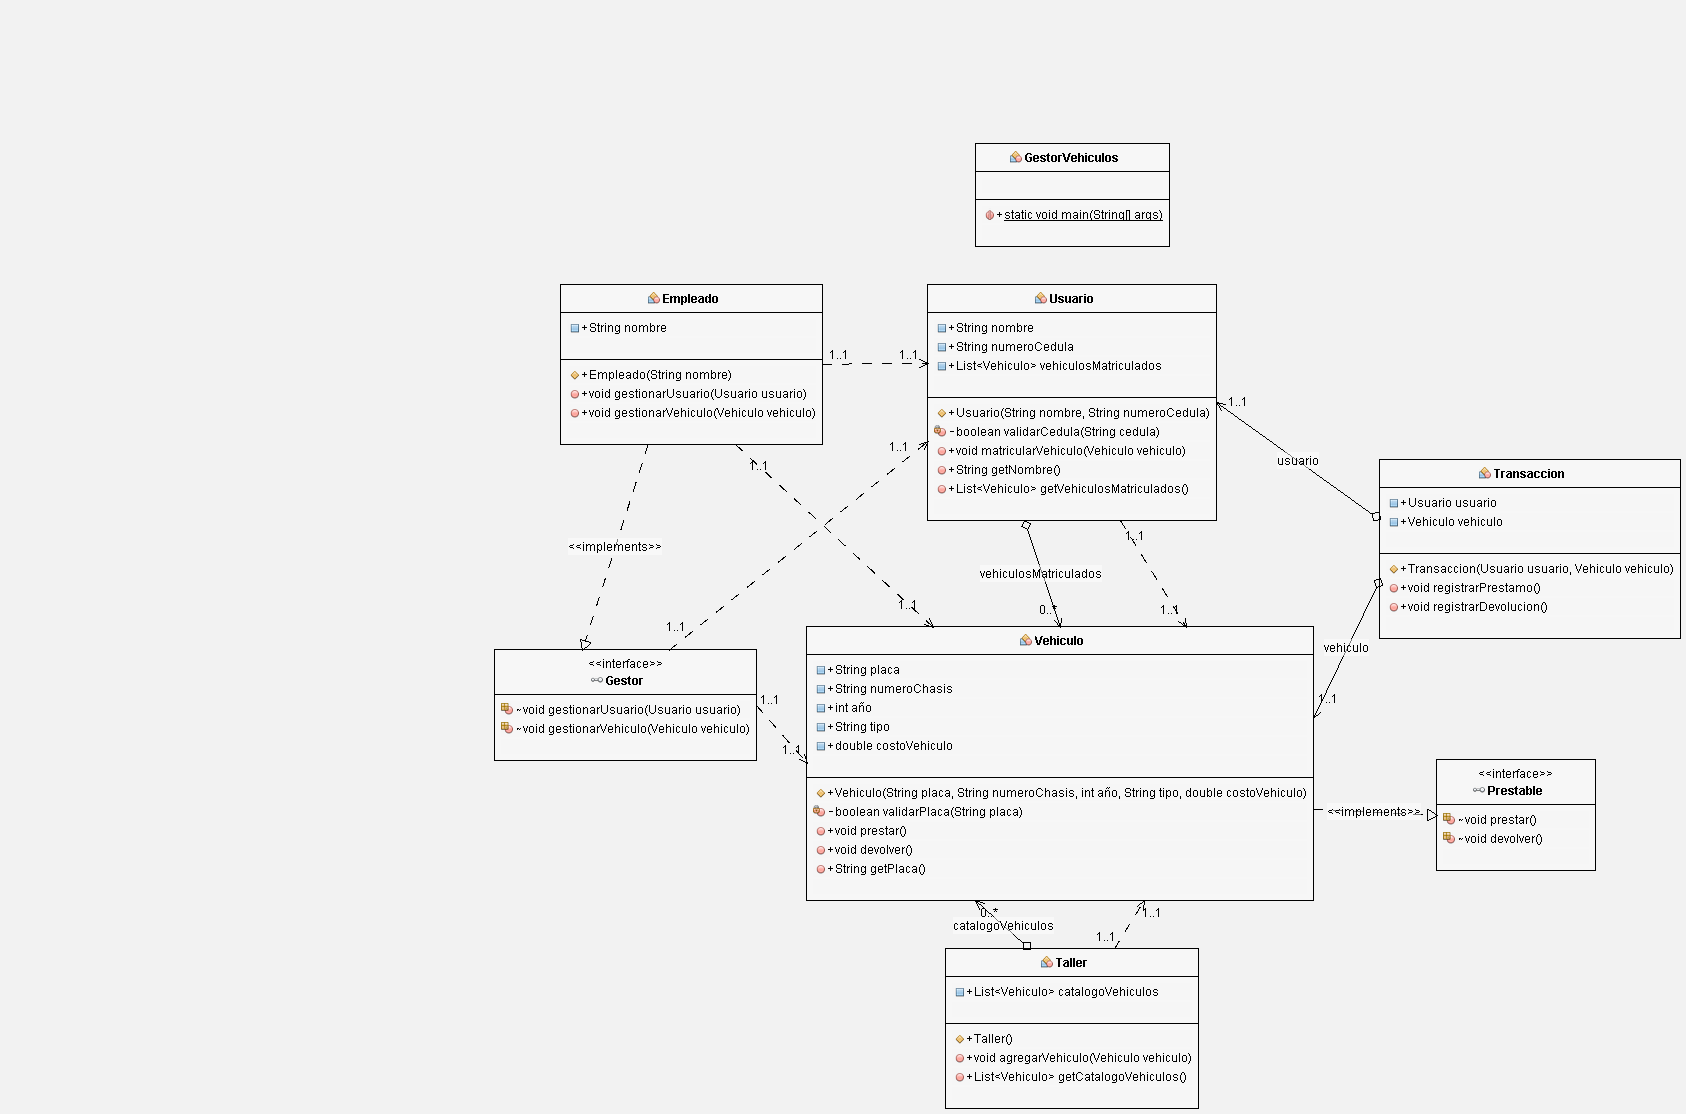 GestorVehiculos
+static void main(String[] args)
Empleado
+String nombre
+Empleado(String nombre)
+void gestionarUsuario(Usuario usuario)
+void gestionarVehiculo(Vehiculo vehiculo)
1..1
1..1
Usuario
+String nombre
+String numeroCedula
+List<Vehiculo> vehiculosMatriculados
+Usuario(String nombre, String numeroCedula)
-boolean validarCedula(String cedula)
+void matricularVehiculo(Vehiculo vehiculo)
+String getNombre()
+List<Vehiculo> getVehiculosMatriculados()
1..1
usuario
1..1
1..1
Transaccion
+Usuario usuario
+Vehiculo vehiculo
+Transaccion(Usuario usuario, Vehiculo vehiculo)
+void registrarPrestamo()
+void registrarDevolucion()
<<implements>>
1..1
vehiculosMatriculados
0..*
1..1
1..1
1..1
vehiculo
1..1
<<interface>>
Gestor
~void gestionarUsuario(Usuario usuario)
~void gestionarVehiculo(Vehiculo vehiculo)
1..1
1..1
Vehiculo
+String placa
+String numeroChasis
+int año
+String tipo
+double costoVehiculo
+Vehiculo(String placa, String numeroChasis, int año, String tipo, double costoVehiculo)
-boolean validarPlaca(String placa)
+void prestar()
+void devolver()
+String getPlaca()
1..1
<<implements>>
<<interface>>
Prestable
~void prestar()
~void devolver()
0..*
catalogoVehiculos
1..1
1..1
Taller
+List<Vehiculo> catalogoVehiculos
+Taller()
+void agregarVehiculo(Vehiculo vehiculo)
+List<Vehiculo> getCatalogoVehiculos()